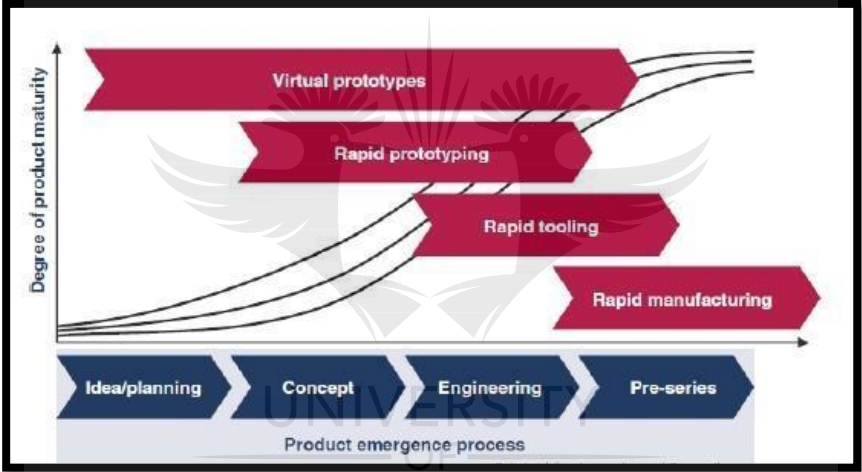 Degree of product maturity
Virtual prototypes
Rapid prototyping
Rapid tooling
Rapid manufacturing
Idea/planning
Concept
Engineering
Pre-series
UNIVERSITY
Product emergence process
OF